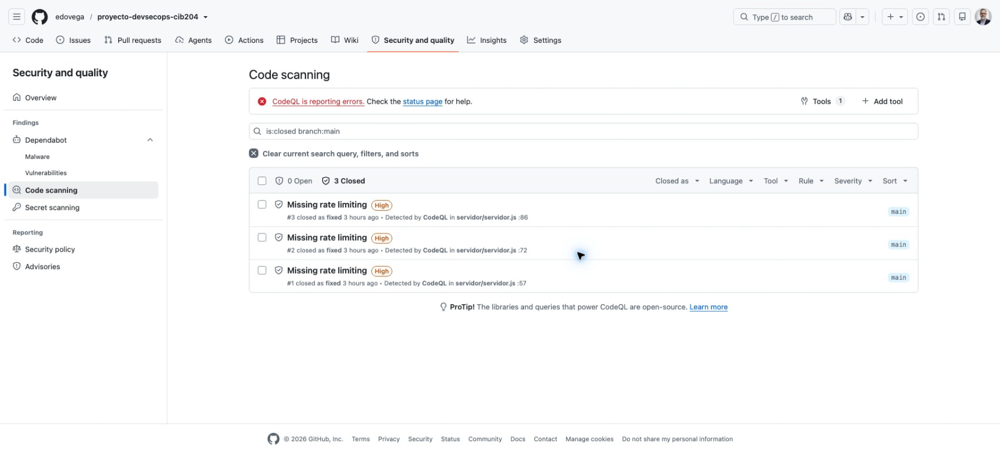 edovega / proyecto-devsecops-cib204
Type / to search
Code Issues Pull requests Agents Actions Projects Wiki Security and quality Insights Settings
Security and quality
Overview
Findings
Dependabot
Malware
Vulnerabilities
Code scanning
Secret scanning
Reporting
Security policy
Advisories
Code scanning
CodeQL is reporting errors. Check the status page for help.
Tools 1
Add tool
is:closed branch:main
Clear current search query, filters, and sorts
0 Open 3 Closed
Closed as Language Tool Rule Severity Sort
Missing rate limiting High
#3 closed as fixed 3 hours ago • Detected by CodeQL in servidor/servidor.js :86
main
Missing rate limiting High
#2 closed as fixed 3 hours ago • Detected by CodeQL in servidor/servidor.js :72
main
Missing rate limiting High
#1 closed as fixed 3 hours ago • Detected by CodeQL in servidor/servidor.js :57
main
ProTip! The libraries and queries that power CodeQL are open-source. Learn more
© 2026 GitHub, Inc. Terms Privacy Security Status Community Docs Contact Manage cookies Do not share my personal information